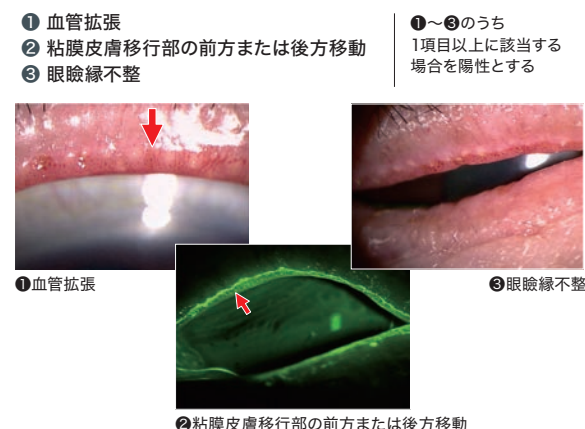 ❶ 血管拡張
❷ 粘膜皮膚移行部の前方または後方移動
❸ 眼瞼縁不整
❶〜❸のうち
1項目以上に該当する
場合を陽性とする
❶血管拡張
❸眼瞼縁不整
❷粘膜皮膚移行部の前方または後方移動